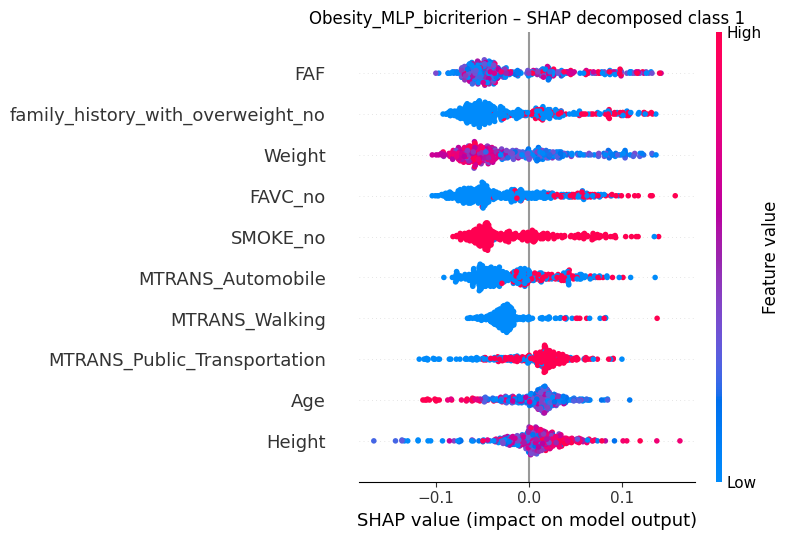 Obesity_MLP_bicriterion – SHAP decomposed class 1
High
FAF
family_history_with_overweight_no
Weight
FAVC_no
SMOKE_no
MTRANS_Automobile
MTRANS_Walking
MTRANS_Public_Transportation
Age
Height
Feature value
Low
−0.1
0.0
0.1
SHAP value (impact on model output)